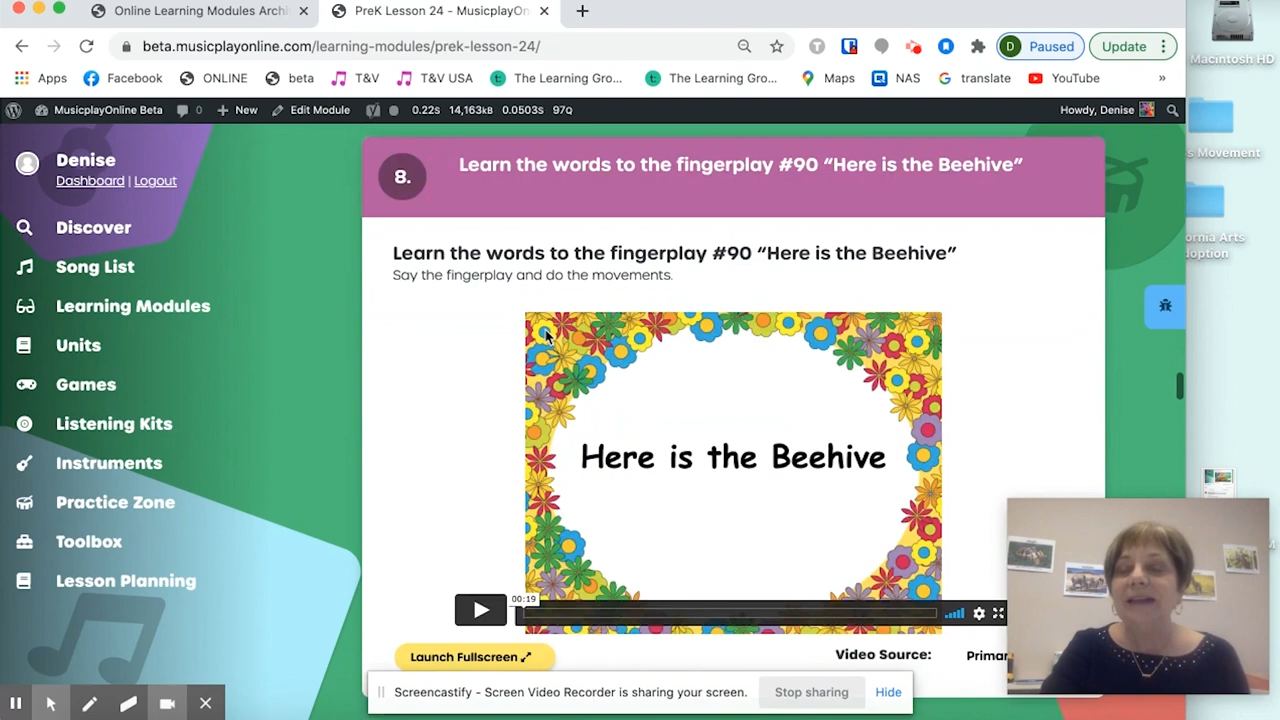 Online Learning Modules Archi
PreK Lesson 24 - MusicplayOn
beta.musicplayonline.com/learning-modules/prek-lesson-24/
D Paused
Update
Apps
Facebook
ONLINE
beta
T&V
T&V USA
The Learning Gro...
The Learning Gro...
Maps
NAS
translate
YouTube
»
MusicplayOnline Beta
0
New
Edit Module
0.22s 14,163kB 0.0503s 97Q
Howdy, Denise
Macintosh HD
s Movement
ornia Arts
doption
Denise
Dashboard | Logout
Discover
Song List
Learning Modules
Units
Games
Listening Kits
Instruments
Practice Zone
Toolbox
Lesson Planning
8.
Learn the words to the fingerplay #90 “Here is the Beehive”
Learn the words to the fingerplay #90 “Here is the Beehive”
Say the fingerplay and do the movements.
Here is the Beehive
00:19
Launch Fullscreen
Video Source:
Primar
Screencastify - Screen Video Recorder is sharing your screen.
Stop sharing
Hide